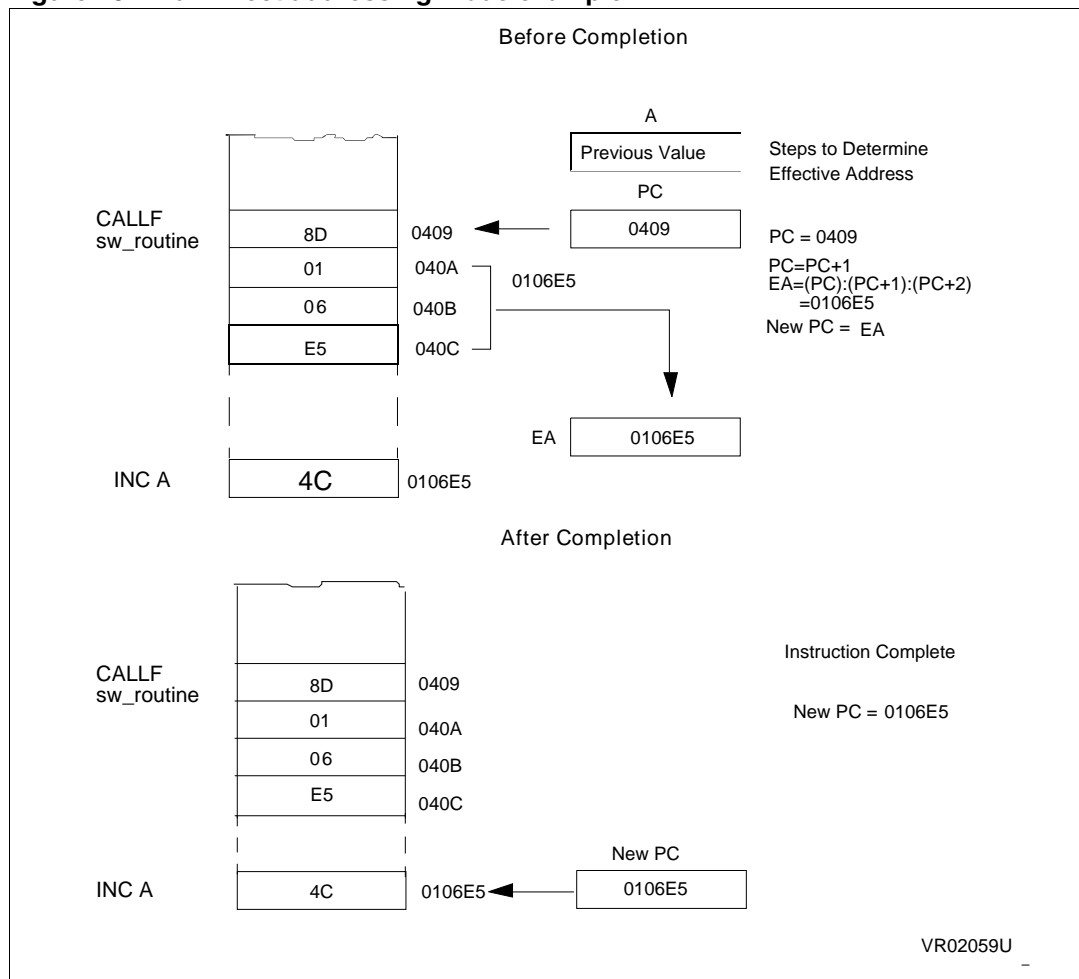 Before Completion
A
Previous Value
Steps to Determine
Effective Address
PC
CALLF
sw_routine
8D
0409
0409
PC = 0409
01
040A
0106E5
PC=PC+1
EA=(PC):(PC+1):(PC+2)
=0106E5
06
040B
New PC = EA
E5
040C
EA
0106E5
INC A
4C
0106E5
After Completion
Instruction Complete
CALLF
sw_routine
8D
0409
New PC = 0106E5
01
040A
06
040B
E5
040C
New PC
INC A
4C
0106E5
0106E5
VR02059U